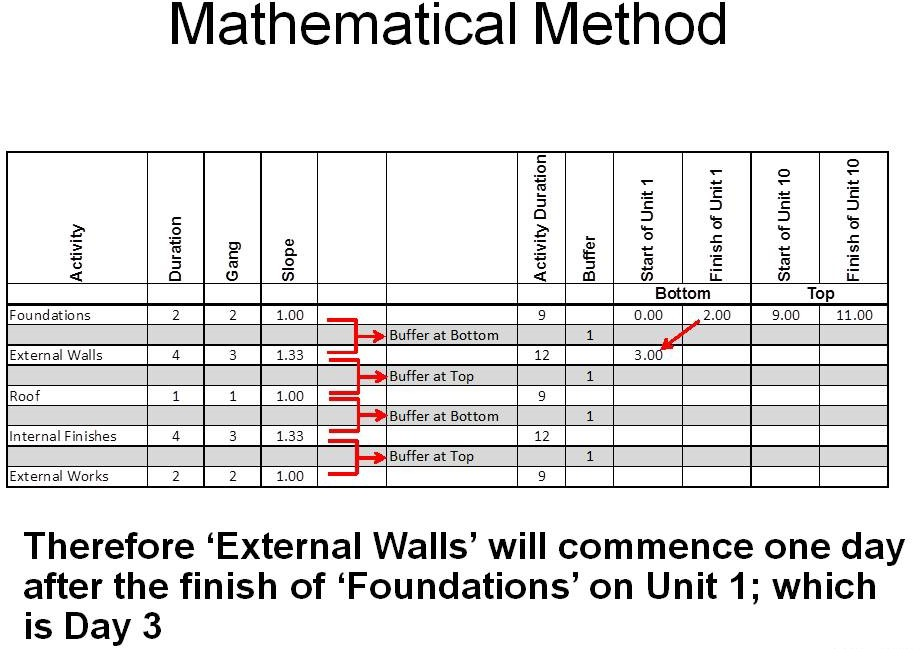 Mathematical Method
Activity Duration Gang Slope Activity Duration Buffer Start of Unit 1 Finish of Unit 1 Start of Unit 10 Finish of Unit 10
Bottom Top
Foundations 2 2 1.00 9 0.00 2.00 9.00 11.00
Buffer at Bottom 1
External Walls 4 3 1.33 12 3.00
Buffer at Top 1
Roof 1 1 1.00 9
Buffer at Bottom 1
Internal Finishes 4 3 1.33 12
Buffer at Top 1
External Works 2 2 1.00 9
Therefore ‘External Walls’ will commence one day
after the finish of ‘Foundations’ on Unit 1; which
is Day 3